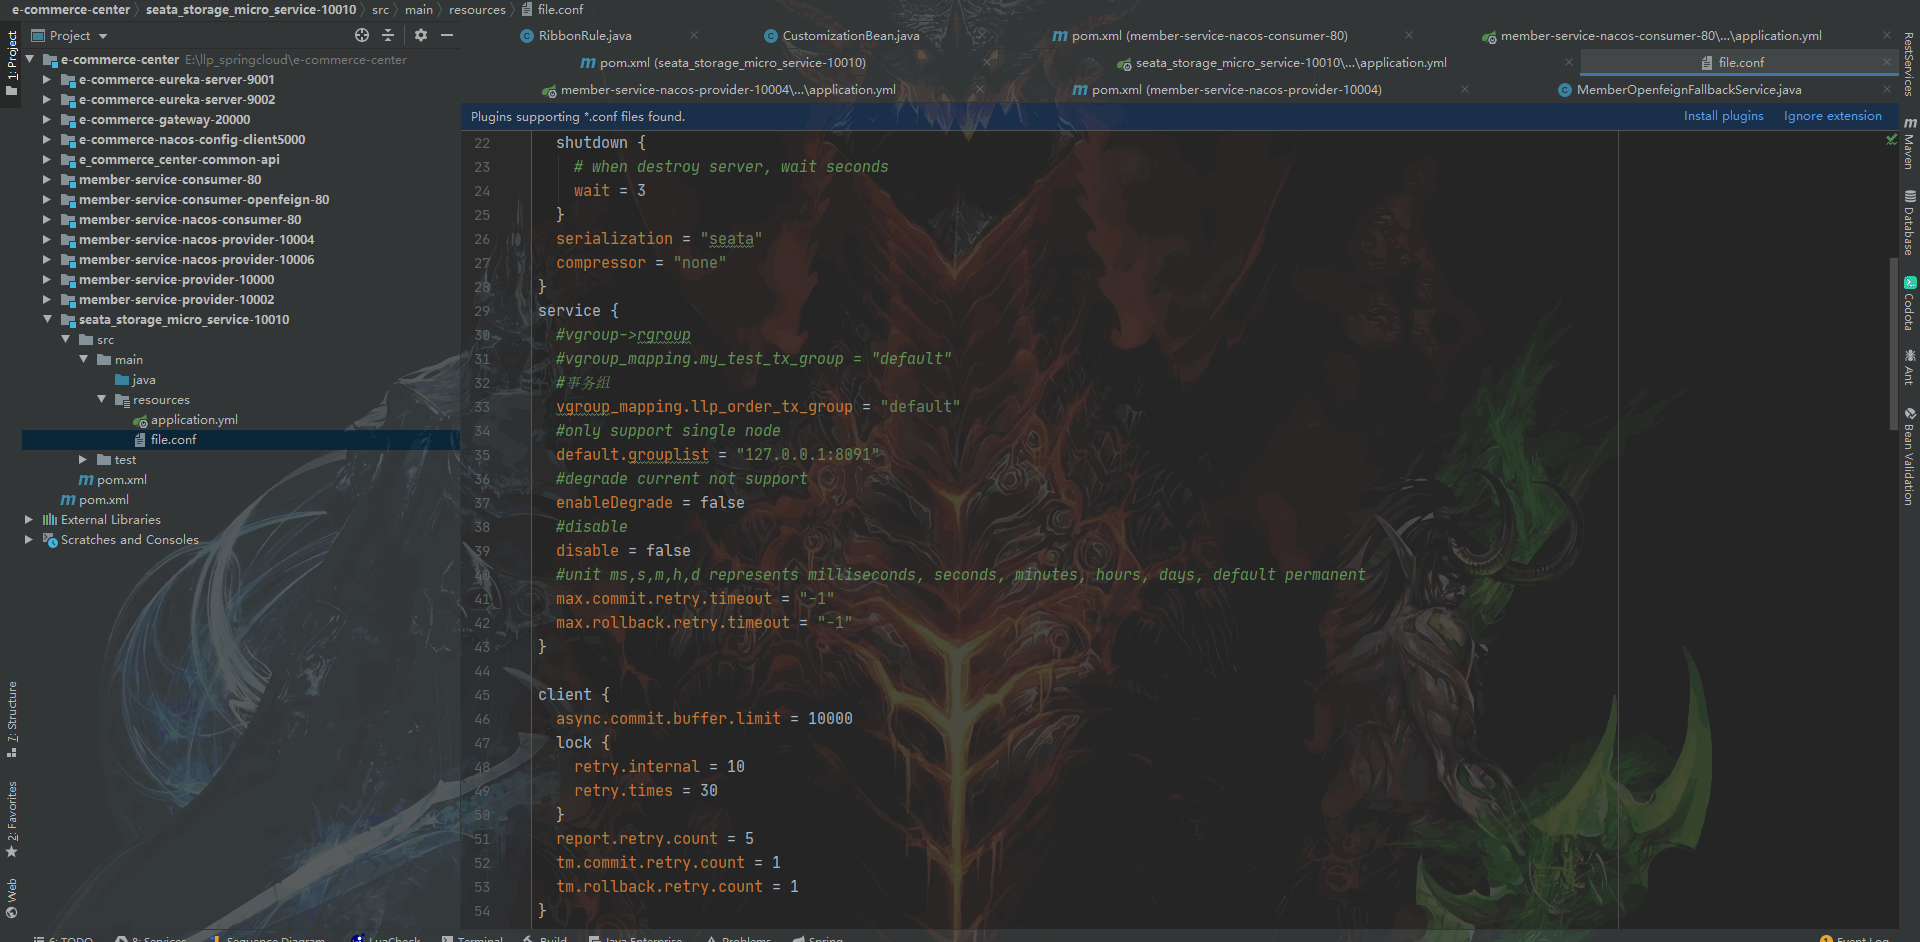 e-commerce-center 〉 seata_storage_micro_service-10010 〉 src 〉 main 〉 resources 〉 file.conf
Project
RibbonRule.java
CustomizationBean.java
pom.xml (member-service-nacos-consumer-80)
member-service-nacos-consumer-80\...\application.yml
pom.xml (seata_storage_micro_service-10010)
seata_storage_micro_service-10010\...\application.yml
file.conf
member-service-nacos-provider-10004\...\application.yml
pom.xml (member-service-nacos-provider-10004)
MemberOpenfeignFallbackService.java
Plugins supporting *.conf files found.
Install plugins
Ignore extension
1: Project
7: Structure
2: Favorites
Web
e-commerce-center E:\llp_springcloud\e-commerce-center
e-commerce-eureka-server-9001
e-commerce-eureka-server-9002
e-commerce-gateway-20000
e-commerce-nacos-config-client5000
e_commerce_center-common-api
member-service-consumer-80
member-service-consumer-openfeign-80
member-service-nacos-consumer-80
member-service-nacos-provider-10004
member-service-nacos-provider-10006
member-service-provider-10000
member-service-provider-10002
seata_storage_micro_service-10010
src
main
java
resources
application.yml
file.conf
test
pom.xml
pom.xml
External Libraries
Scratches and Consoles
22 shutdown {
23 # when destroy server, wait seconds
24 wait = 3
25 }
26 serialization = "seata"
27 compressor = "none"
28 }
29 service {
30 #vgroup->rgroup
31 #vgroup_mapping.my_test_tx_group = "default"
32 #事务组
33 vgroup_mapping.llp_order_tx_group = "default"
34 #only support single node
35 default.grouplist = "127.0.0.1:8091"
36 #degrade current not support
37 enableDegrade = false
38 #disable
39 disable = false
40 #unit ms,s,m,h,d represents milliseconds, seconds, minutes, hours, days, default permanent
41 max.commit.retry.timeout = "-1"
42 max.rollback.retry.timeout = "-1"
43 }
44
45 client {
46 async.commit.buffer.limit = 10000
47 lock {
48 retry.internal = 10
49 retry.times = 30
50 }
51 report.retry.count = 5
52 tm.commit.retry.count = 1
53 tm.rollback.retry.count = 1
54 }
RestServices
Maven
Database
Codota
Ant
Bean Validation
6: TODO
8: Services
Sequence Diagram
LuaCheck
Terminal
Build
Java Enterprise
Problems
Spring
Event Log